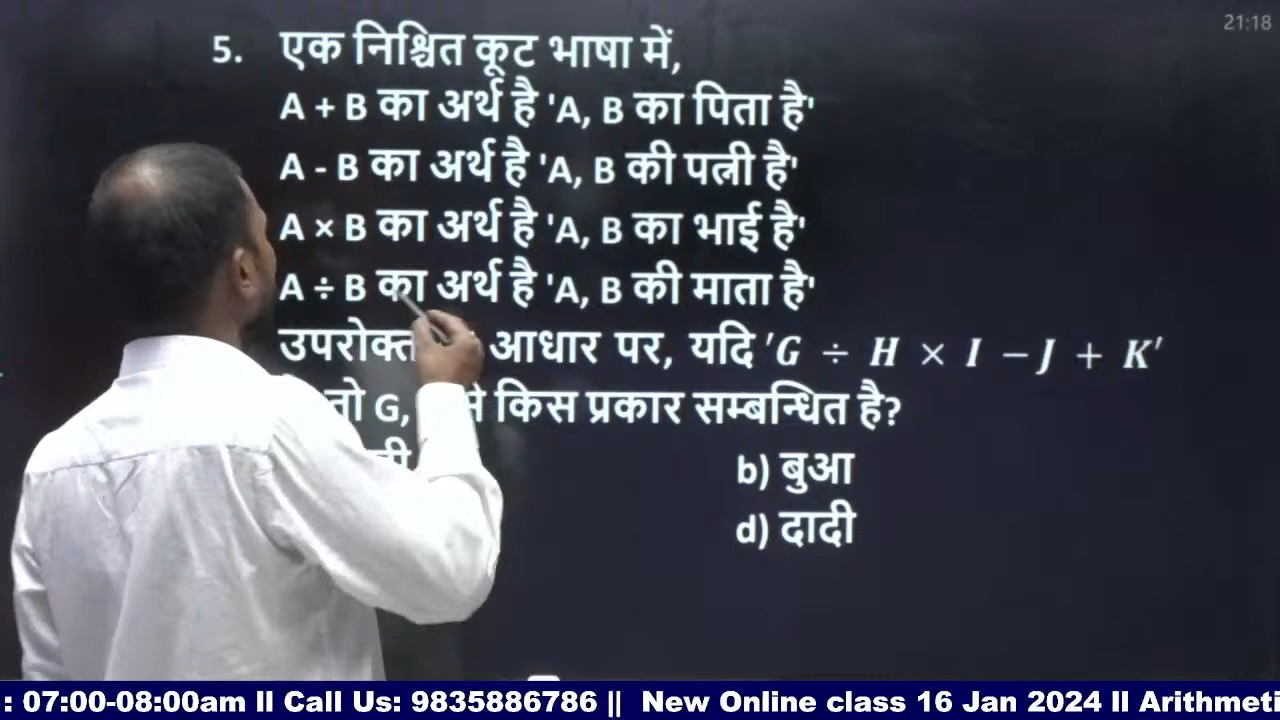 21:18
5. एक निश्चित कूट भाषा में,
A + B का अर्थ है 'A, B का पिता है'
A - B का अर्थ है 'A, B की पत्नी है'
A × B का अर्थ है 'A, B का भाई है'
A ÷ B का अर्थ है 'A, B की माता है'
उपरोक्त आधार पर, यदि 'G ÷ H × I − J + K'
तो G, किस प्रकार सम्बन्धित है?
b) बुआ
d) दादी
: 07:00-08:00am II Call Us: 9835886786 || New Online class 16 Jan 2024 II Arithmeti